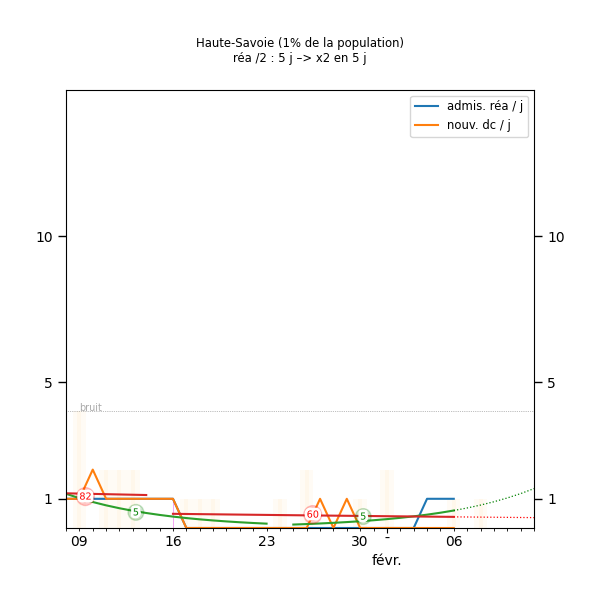 Haute-Savoie (1% de la population)
réa /2 : 5 j –> x2 en 5 j
admis. réa / j
nouv. dc / j
10
10
5
5
bruit
1
1
82
5
60
5
09
16
23
30
-
06
févr.